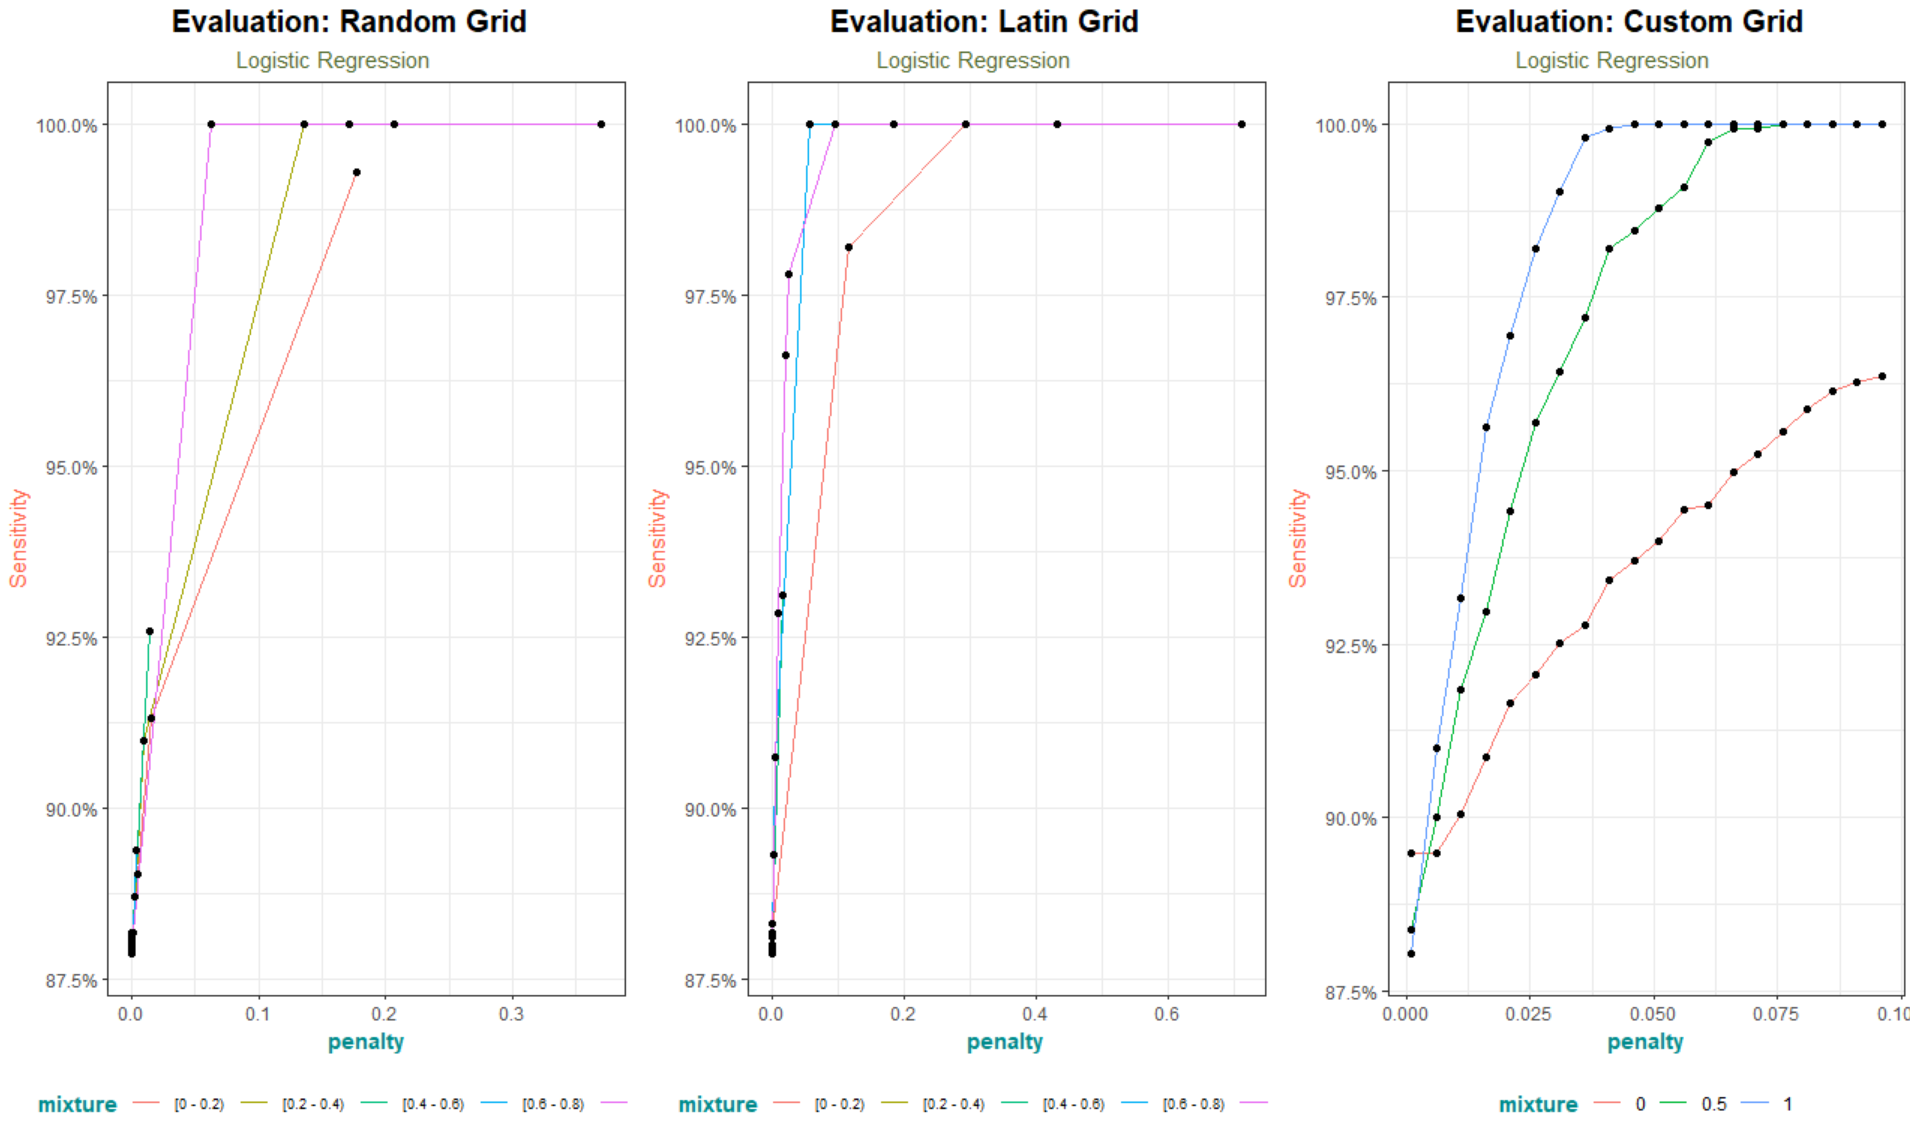 Evaluation: Random Grid
Logistic Regression
100.0%
97.5%
95.0%
92.5%
90.0%
87.5%
Sensitivity
0.0 0.1 0.2 0.3
penalty
mixture [0 - 0.2) [0.2 - 0.4) [0.4 - 0.6) [0.6 - 0.8)
Evaluation: Latin Grid
Logistic Regression
100.0%
97.5%
95.0%
92.5%
90.0%
87.5%
Sensitivity
0.0 0.2 0.4 0.6
penalty
mixture [0 - 0.2) [0.2 - 0.4) [0.4 - 0.6) [0.6 - 0.8)
Evaluation: Custom Grid
Logistic Regression
100.0%
97.5%
95.0%
92.5%
90.0%
87.5%
Sensitivity
0.000 0.025 0.050 0.075 0.10
penalty
mixture 0 0.5 1